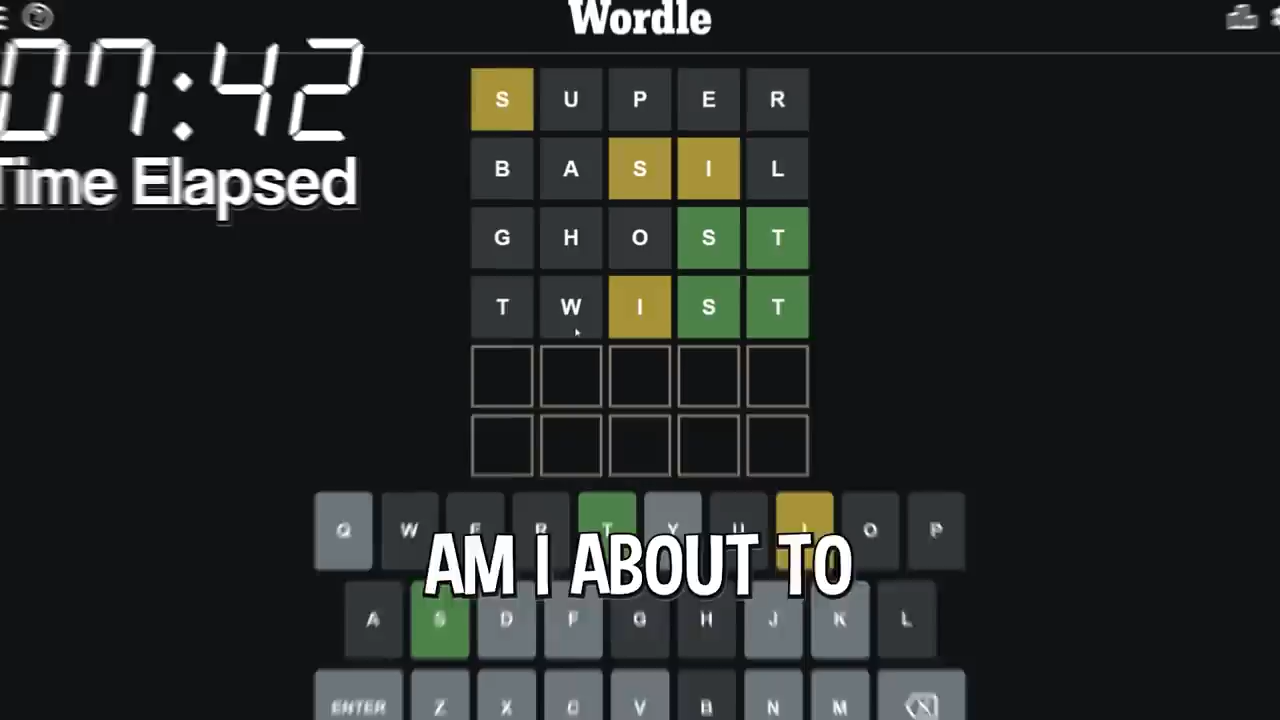 Wordle
07:42
Time Elapsed
S U P E R
B A S I L
G H O S T
T W I S T
Q W E R T Y U I O P
AM I ABOUT TO
A S D F G H J K L
ENTER Z X C V B N M